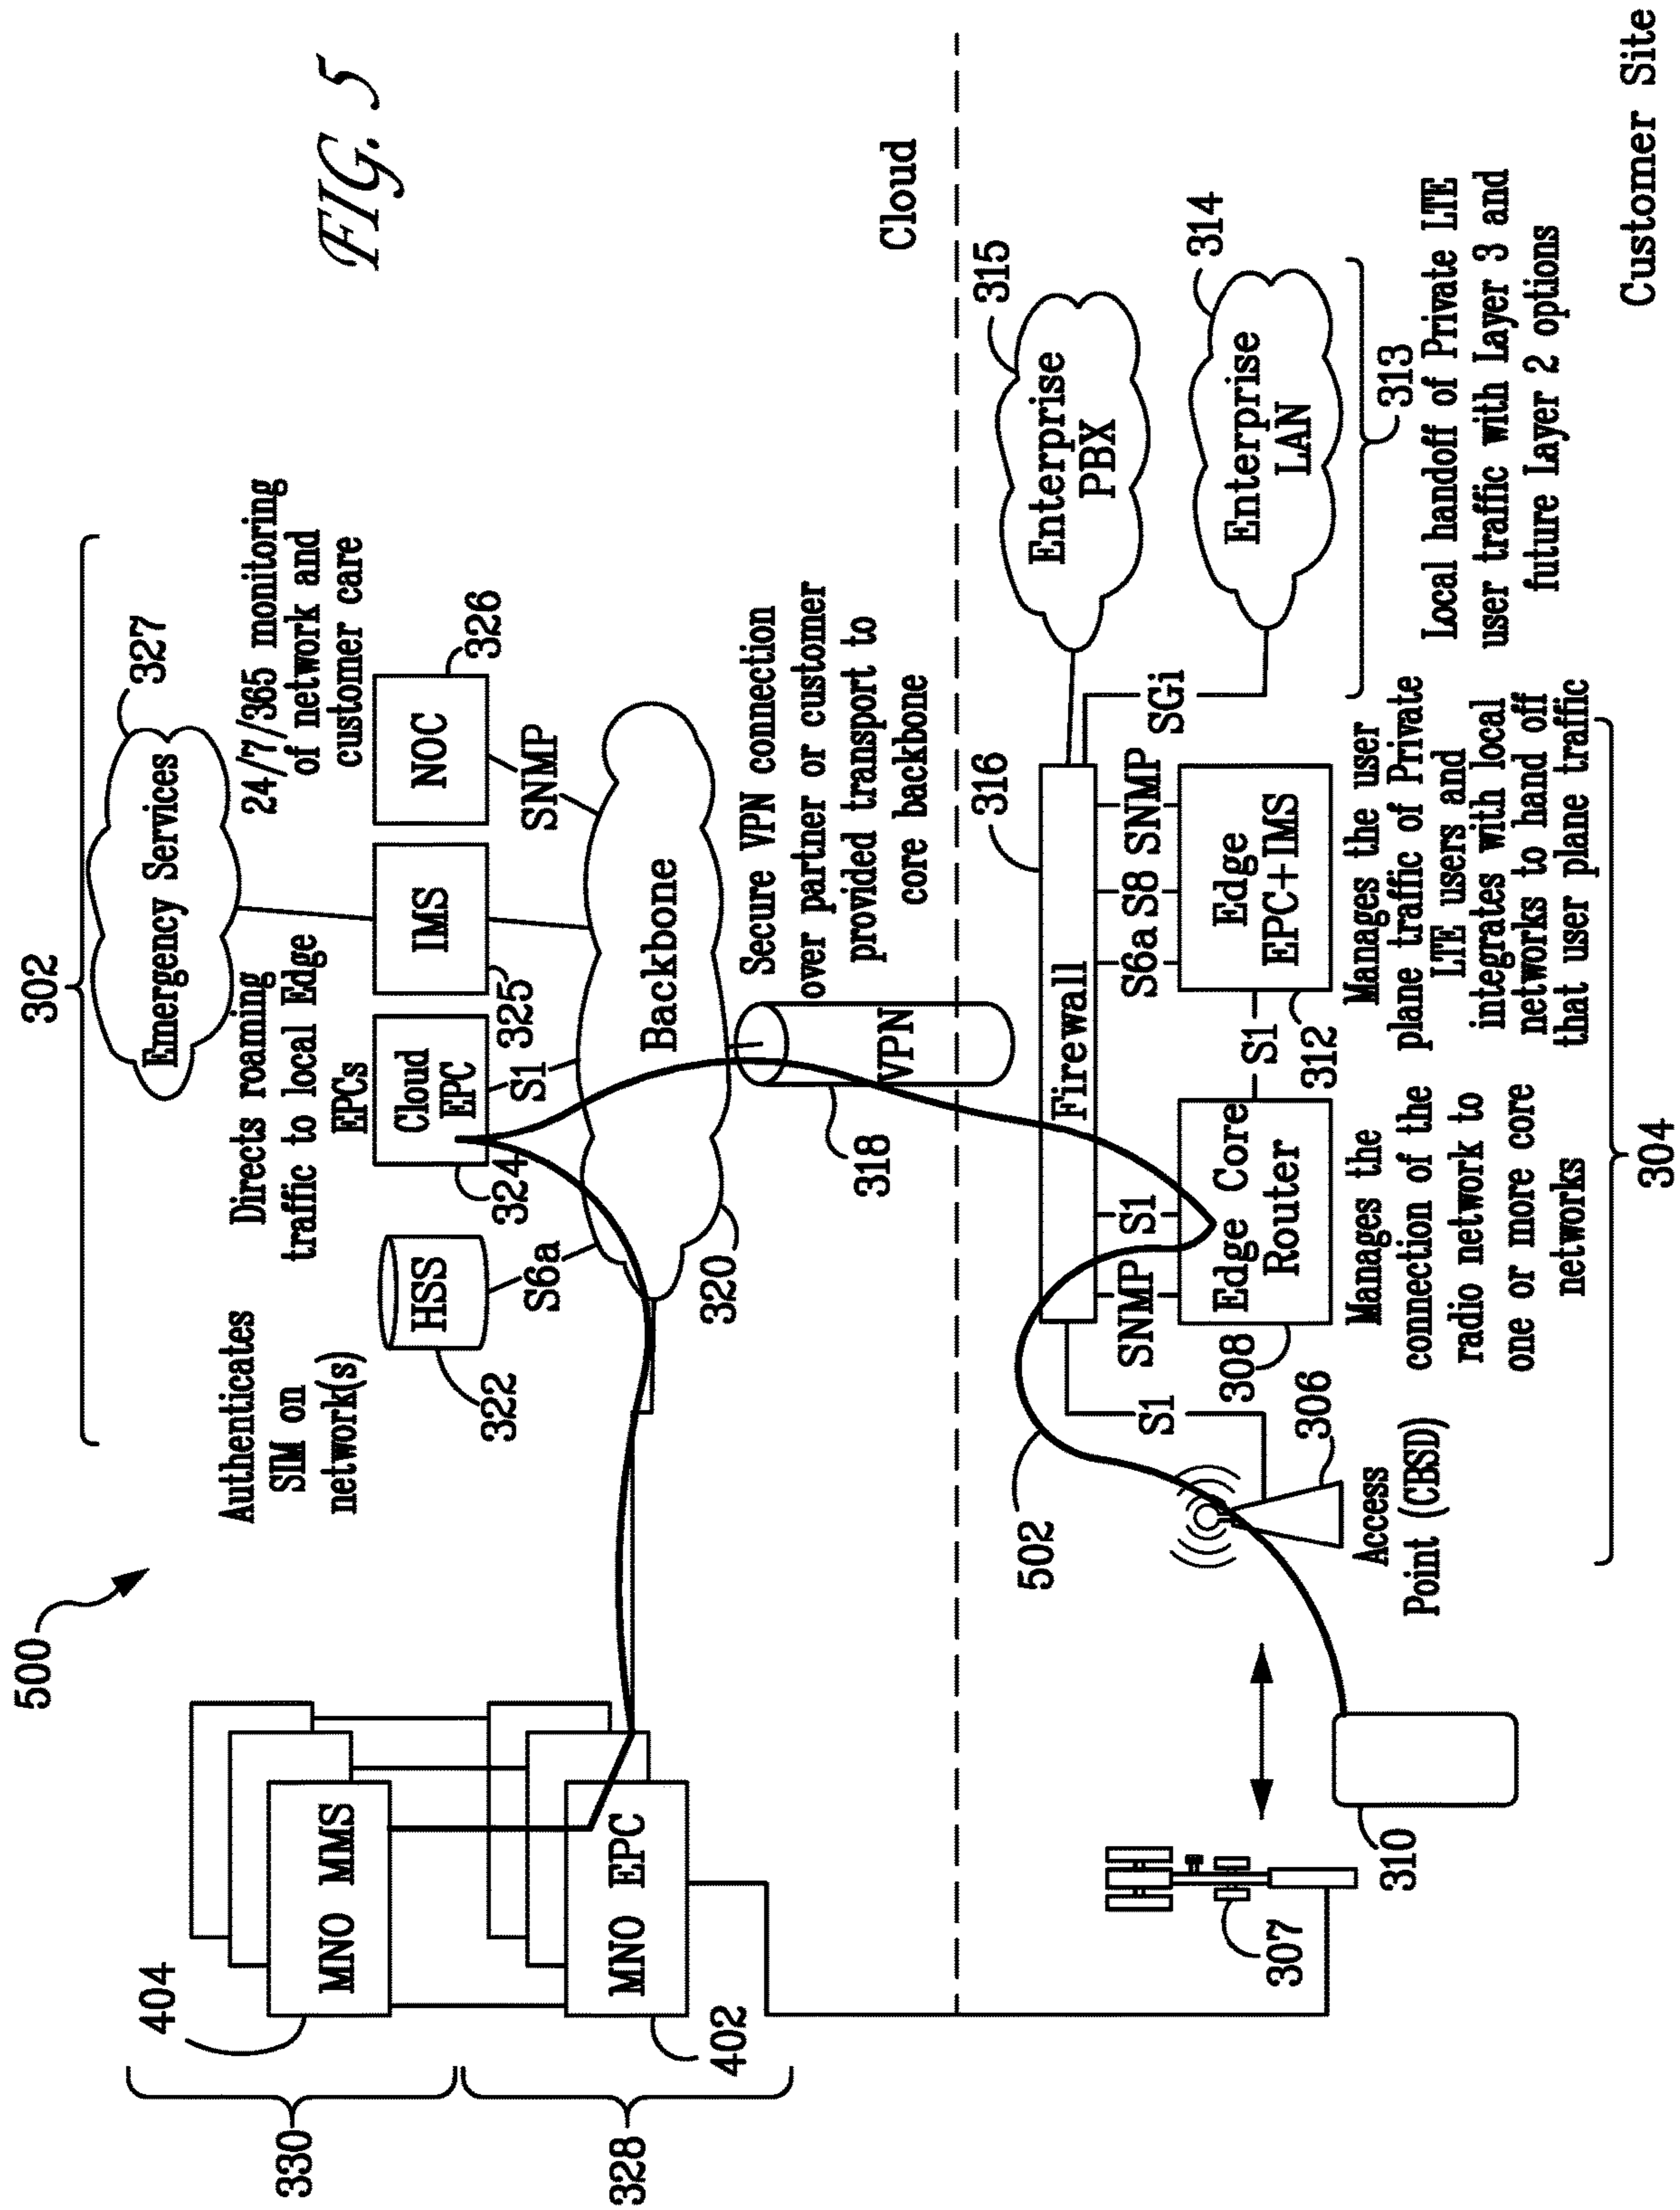 500
302
327
Emergency Services
Authenticates
SIM on
network(s)
Directs roaming
traffic to local Edge
EPCs
24/7/365 monitoring
of network and
customer care
FIG. 5
404
330
MNO MMS
328
402
MNO EPC
HSS
322
S6a
Cloud
EPC
324
S1
IMS
325
NOC
326
SNMP
Backbone
320
Secure VPN connection
over partner or customer
provided transport to
core backbone
VPN
318
Cloud
315
Enterprise
PBX
314
Enterprise
LAN
313
Local handoff of Private LTE
user traffic with Layer 3 and
future Layer 2 options
316
Firewall
SGi
SNMP
S1
S6a
S8
SNMP
Edge Core
Router
308
S1
Edge
EPC+IMS
312
S1
502
306
Access
Point (CBSD)
Manages the
connection of the
radio network to
one or more core
networks
Manages the user
plane traffic of Private
LTE users and
integrates with local
networks to hand off
that user plane traffic
304
307
310
Customer Site